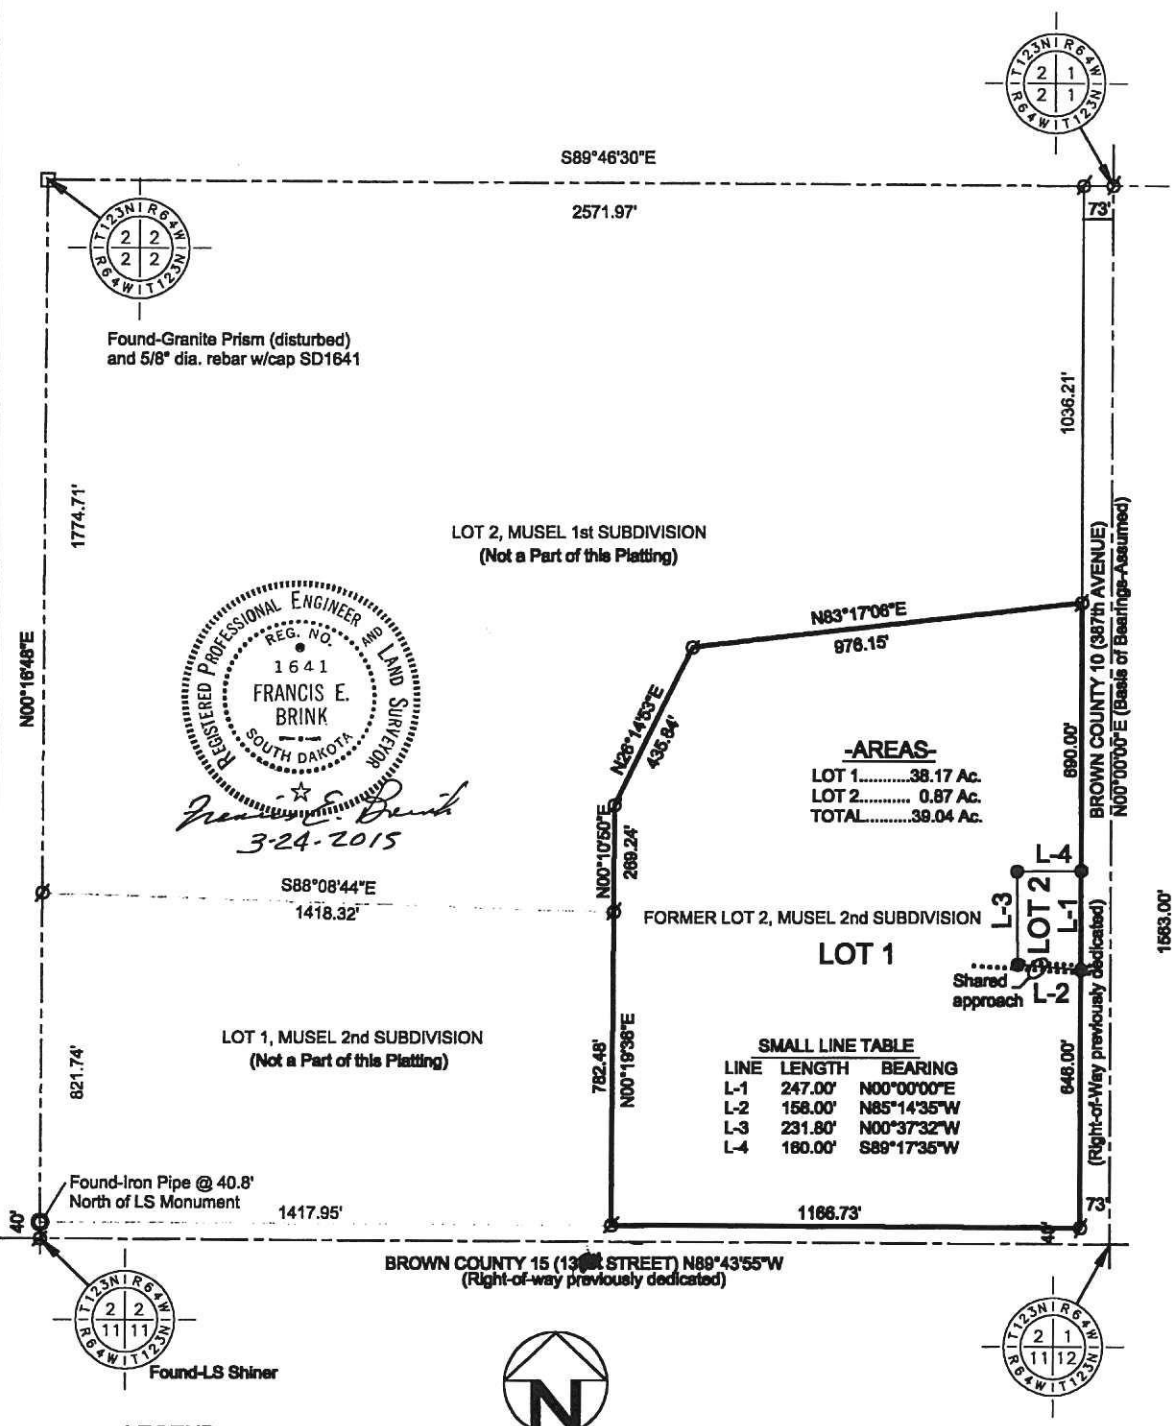 T123N R64W
2 1
2 1
R64W T123N
S89°46'30"E
2571.97'
73'
T123N R64W
2 2
2 2
R64W T123N
Found-Granite Prism (disturbed)
and 5/8" dia. rebar w/cap SD1641
1036.21'
1774.71'
LOT 2, MUSEL 1st SUBDIVISION
(Not a Part of this Platting)
N83°17'06"E
976.15'
REGISTERED PROFESSIONAL ENGINEER AND LAND SURVEYOR
REG. NO.
1641
FRANCIS E.
BRINK
SOUTH DAKOTA
Francis E. Brink
3-24-2015
N00°16'48"E
N26°14'53"E
435.84'
-AREAS-
LOT 1..........38.17 Ac.
LOT 2.......... 0.87 Ac.
TOTAL..........39.04 Ac.
690.00'
BROWN COUNTY 10 (387th AVENUE)
N00°00'00"E (Basis of Bearings-Assumed)
(Right-of-Way previously dedicated)
N00°10'50"E
269.24'
S88°08'44"E
1418.32'
FORMER LOT 2, MUSEL 2nd SUBDIVISION
LOT 1
L-4
L-3
LOT 2
L-1
L-2
Shared
approach
1563.00'
LOT 1, MUSEL 2nd SUBDIVISION
(Not a Part of this Platting)
821.74'
782.48'
N00°19'36"E
SMALL LINE TABLE
LINE LENGTH BEARING
L-1 247.00' N00°00'00"E
L-2 158.00' N85°14'35"W
L-3 231.80' N00°37'32"W
L-4 160.00' S89°17'35"W
648.00'
Found-Iron Pipe @ 40.8'
North of LS Monument
40'
1417.95'
1166.73'
73'
BROWN COUNTY 15 STREET) N89°43'55"W
(Right-of-way previously dedicated)
T123N R64W
2 2
11 11
R64W T123N
Found-LS Shiner
N
T123N R64W
2 1
11 12
R64W T123N